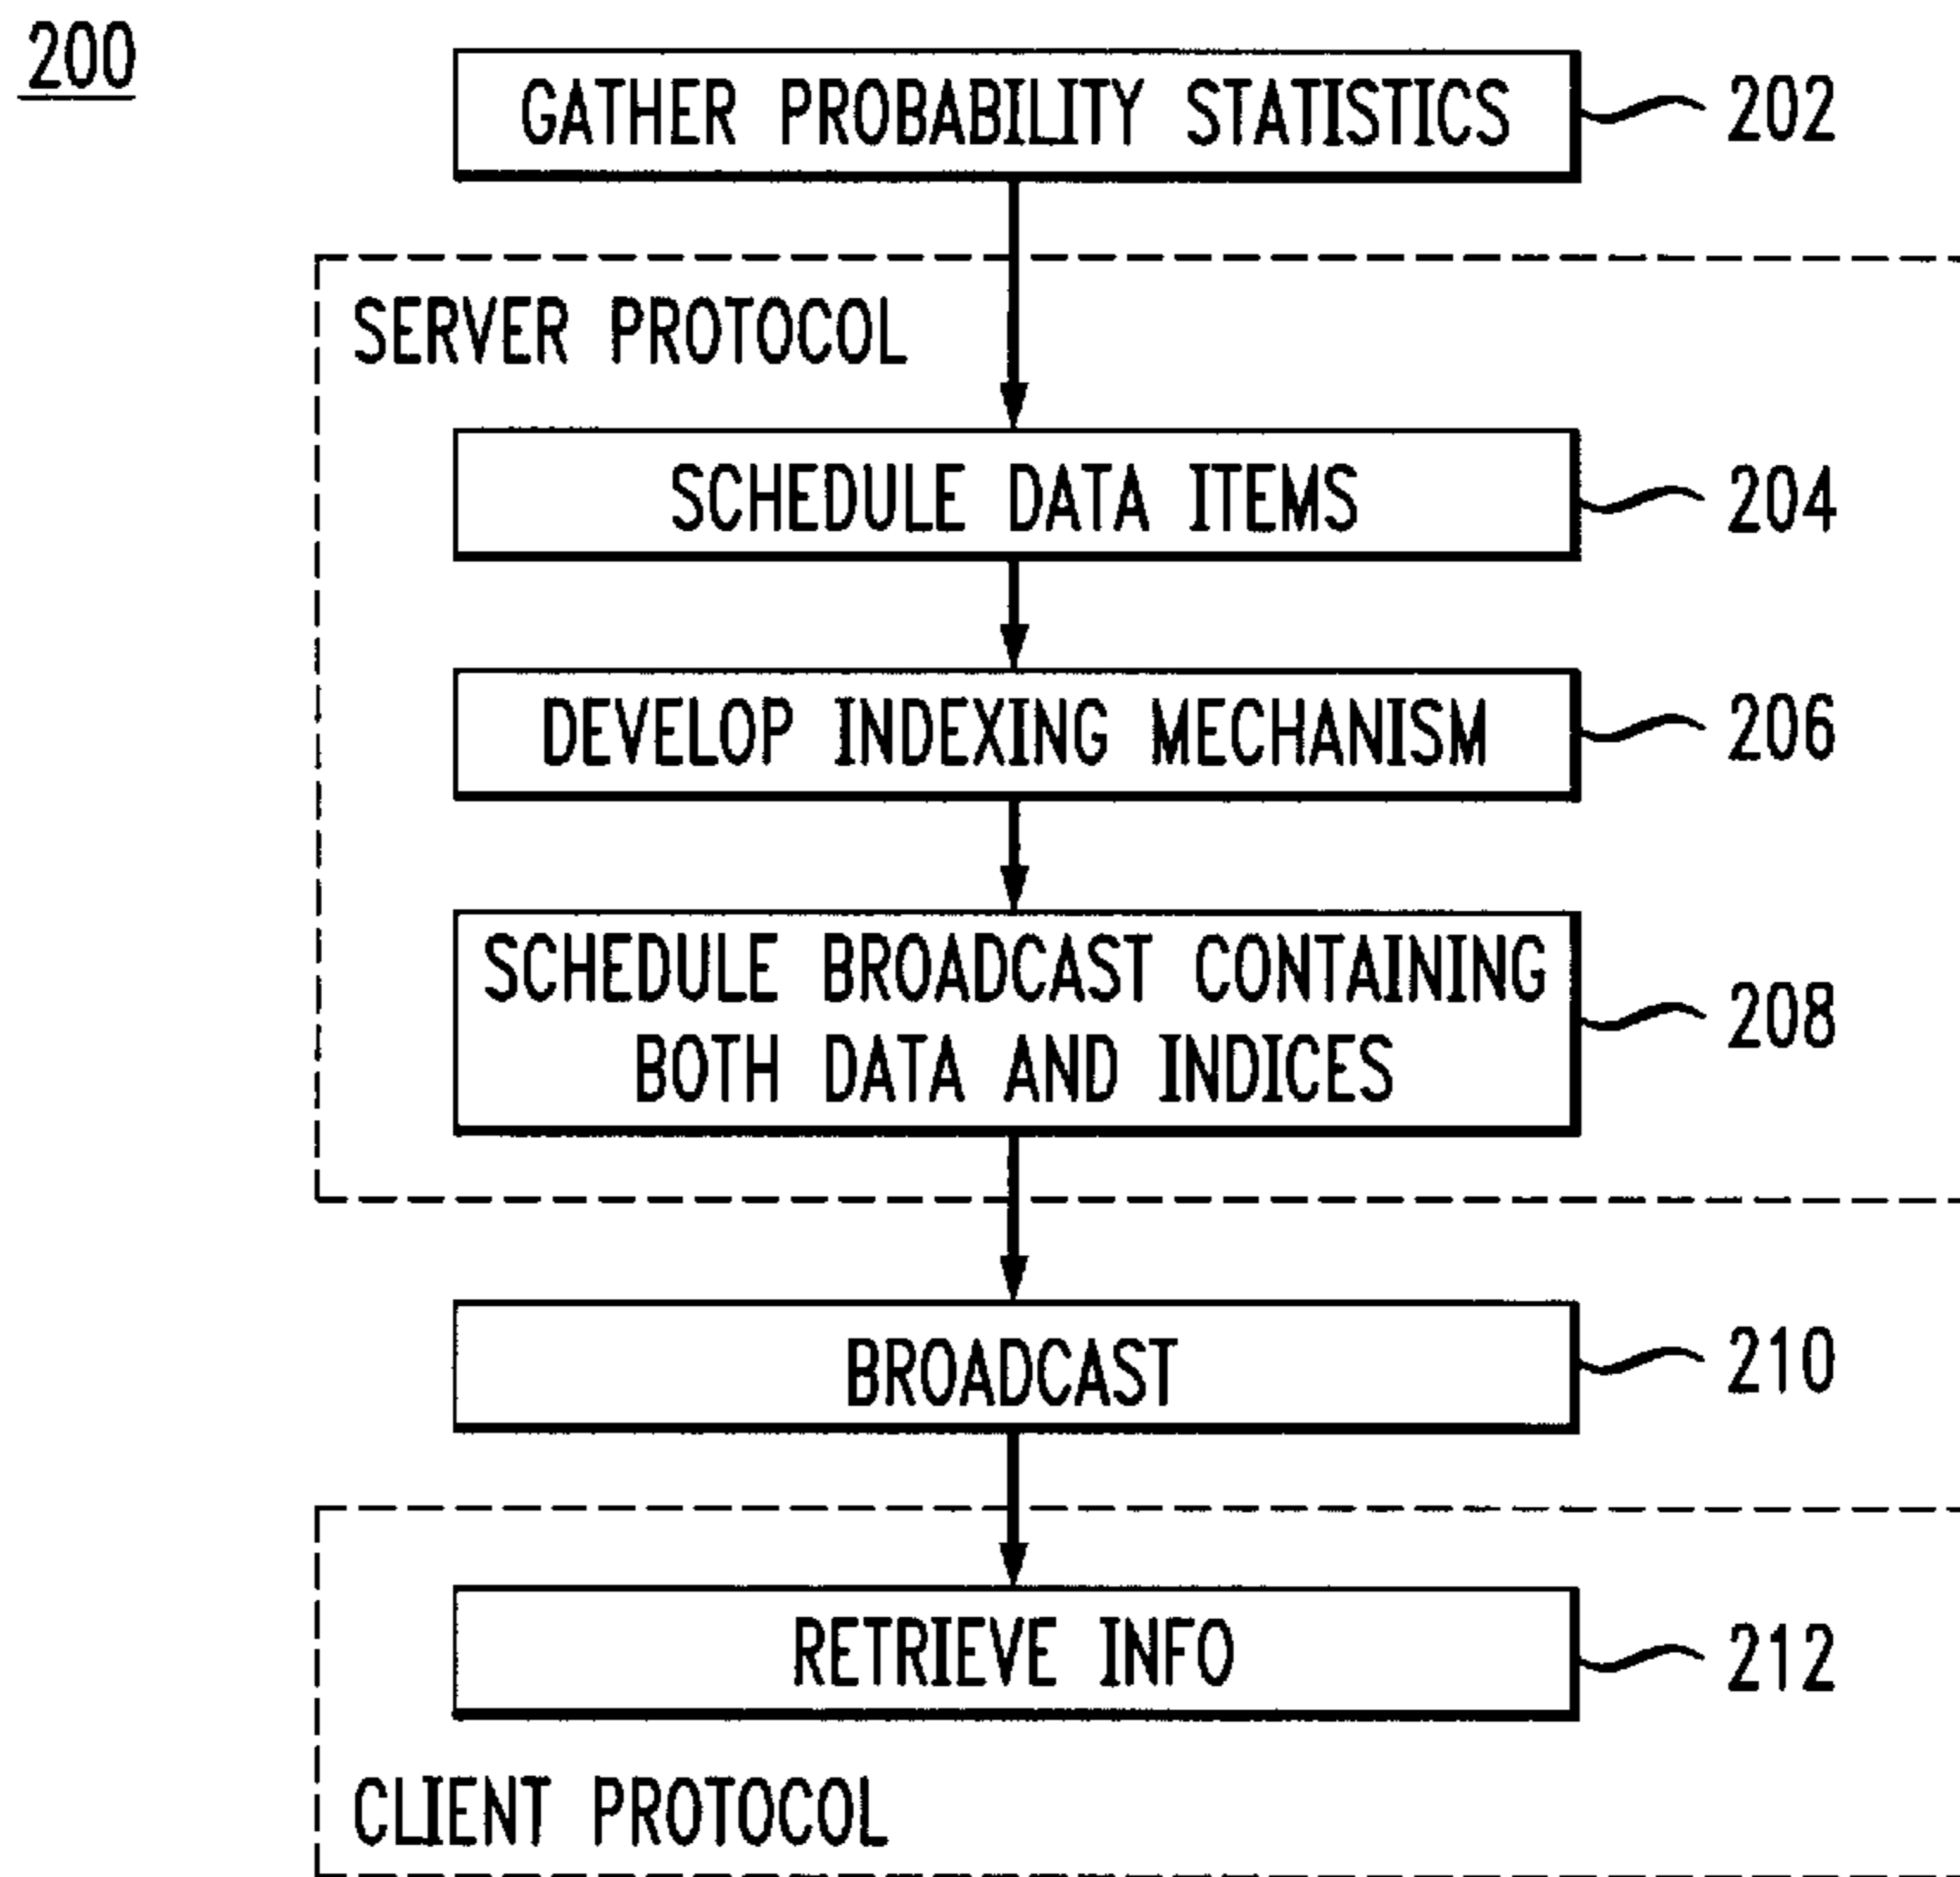 200
GATHER PROBABILITY STATISTICS
202
SERVER PROTOCOL
SCHEDULE DATA ITEMS
204
DEVELOP INDEXING MECHANISM
206
SCHEDULE BROADCAST CONTAINING
BOTH DATA AND INDICES
208
BROADCAST
210
RETRIEVE INFO
212
CLIENT PROTOCOL